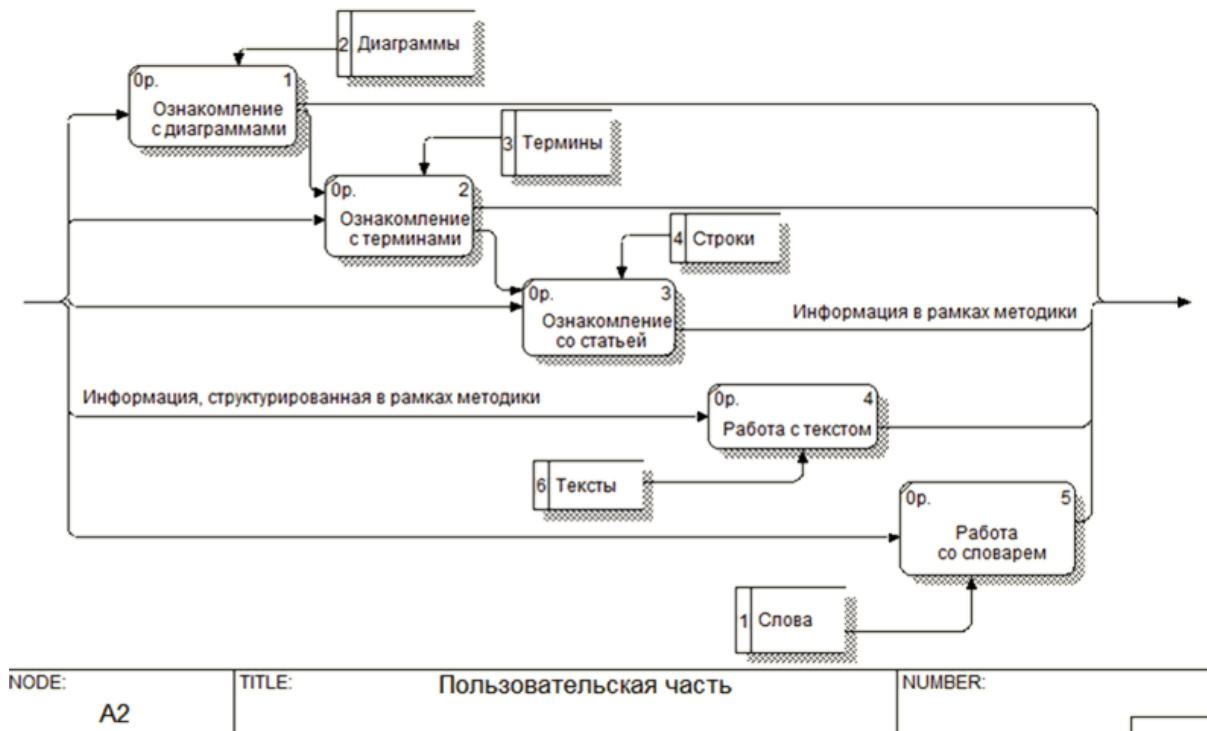 2 Диаграммы
0р. 1
Ознакомление
с диаграммами
3 Термины
0р. 2
Ознакомление
с терминами
4 Строки
0р. 3
Ознакомление
со статьей
Информация в рамках методики
Информация, структурированная в рамках методики
0р. 4
Работа с текстом
6 Тексты
0р. 5
Работа
со словарем
1 Слова
NODE: TITLE: Пользовательская часть NUMBER:
A2